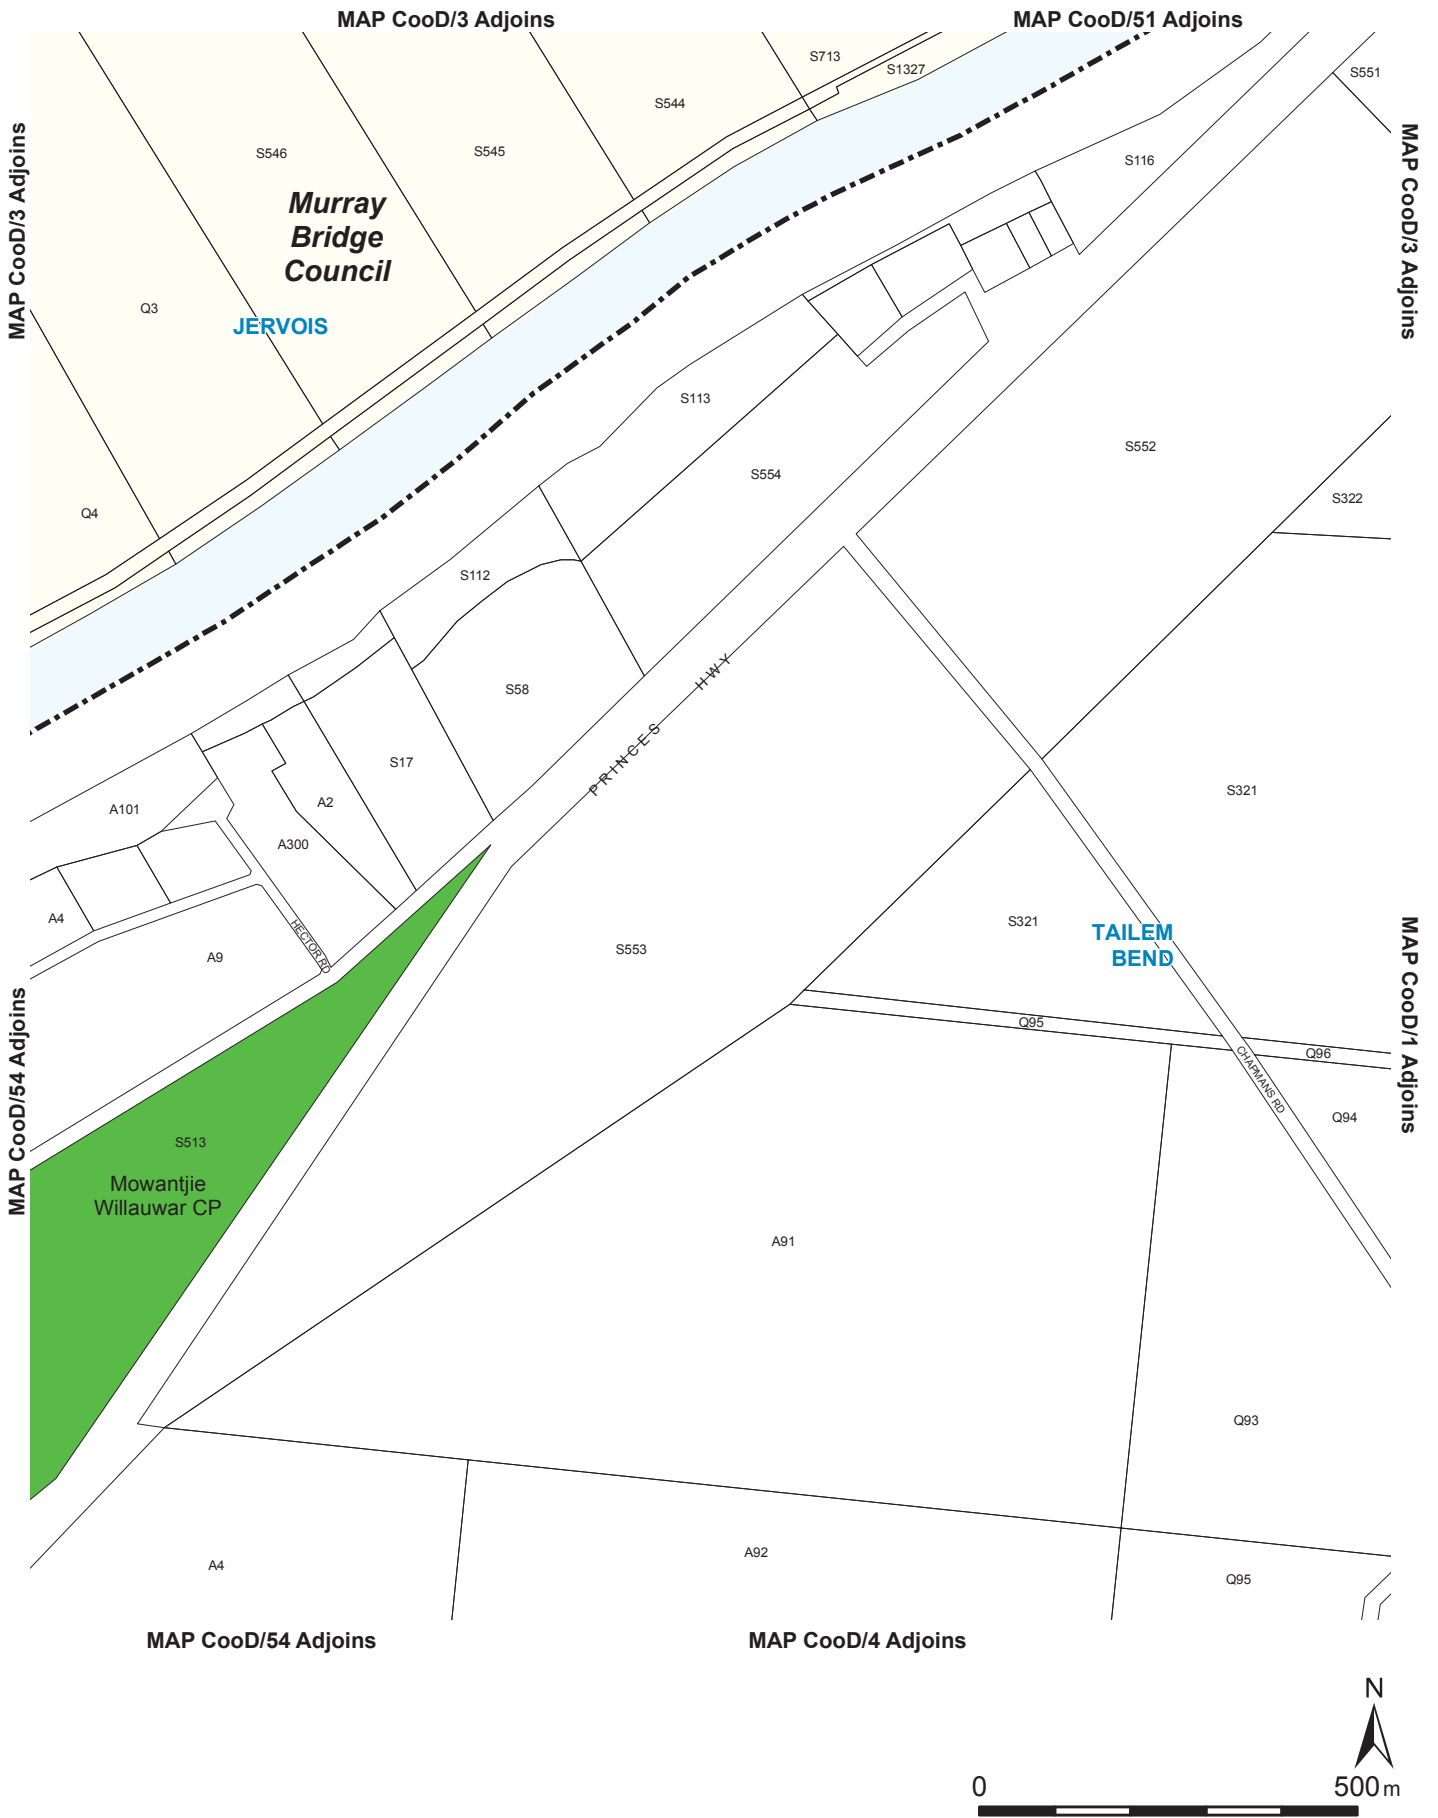 MAP CooD/3 Adjoins
MAP CooD/51 Adjoins
MAP CooD/3 Adjoins
MAP CooD/3 Adjoins
S713
S1327
S551
S544
S546
S545
S116
Murray
Bridge
Council
Q3
JERVOIS
S113
S552
S554
S322
Q4
S112
PRINCES HWY
S58
S17
S321
A2
A101
A300
A4
HECTOR RD
S321
TAILEM
BEND
S553
A9
MAP CooD/54 Adjoins
MAP CooD/1 Adjoins
Q95
Q96
CHAPMANS RD
Q94
S513
Mowantjie
Willauwar CP
A91
Q93
A4
A92
Q95
MAP CooD/54 Adjoins
MAP CooD/4 Adjoins
N
0
500 m